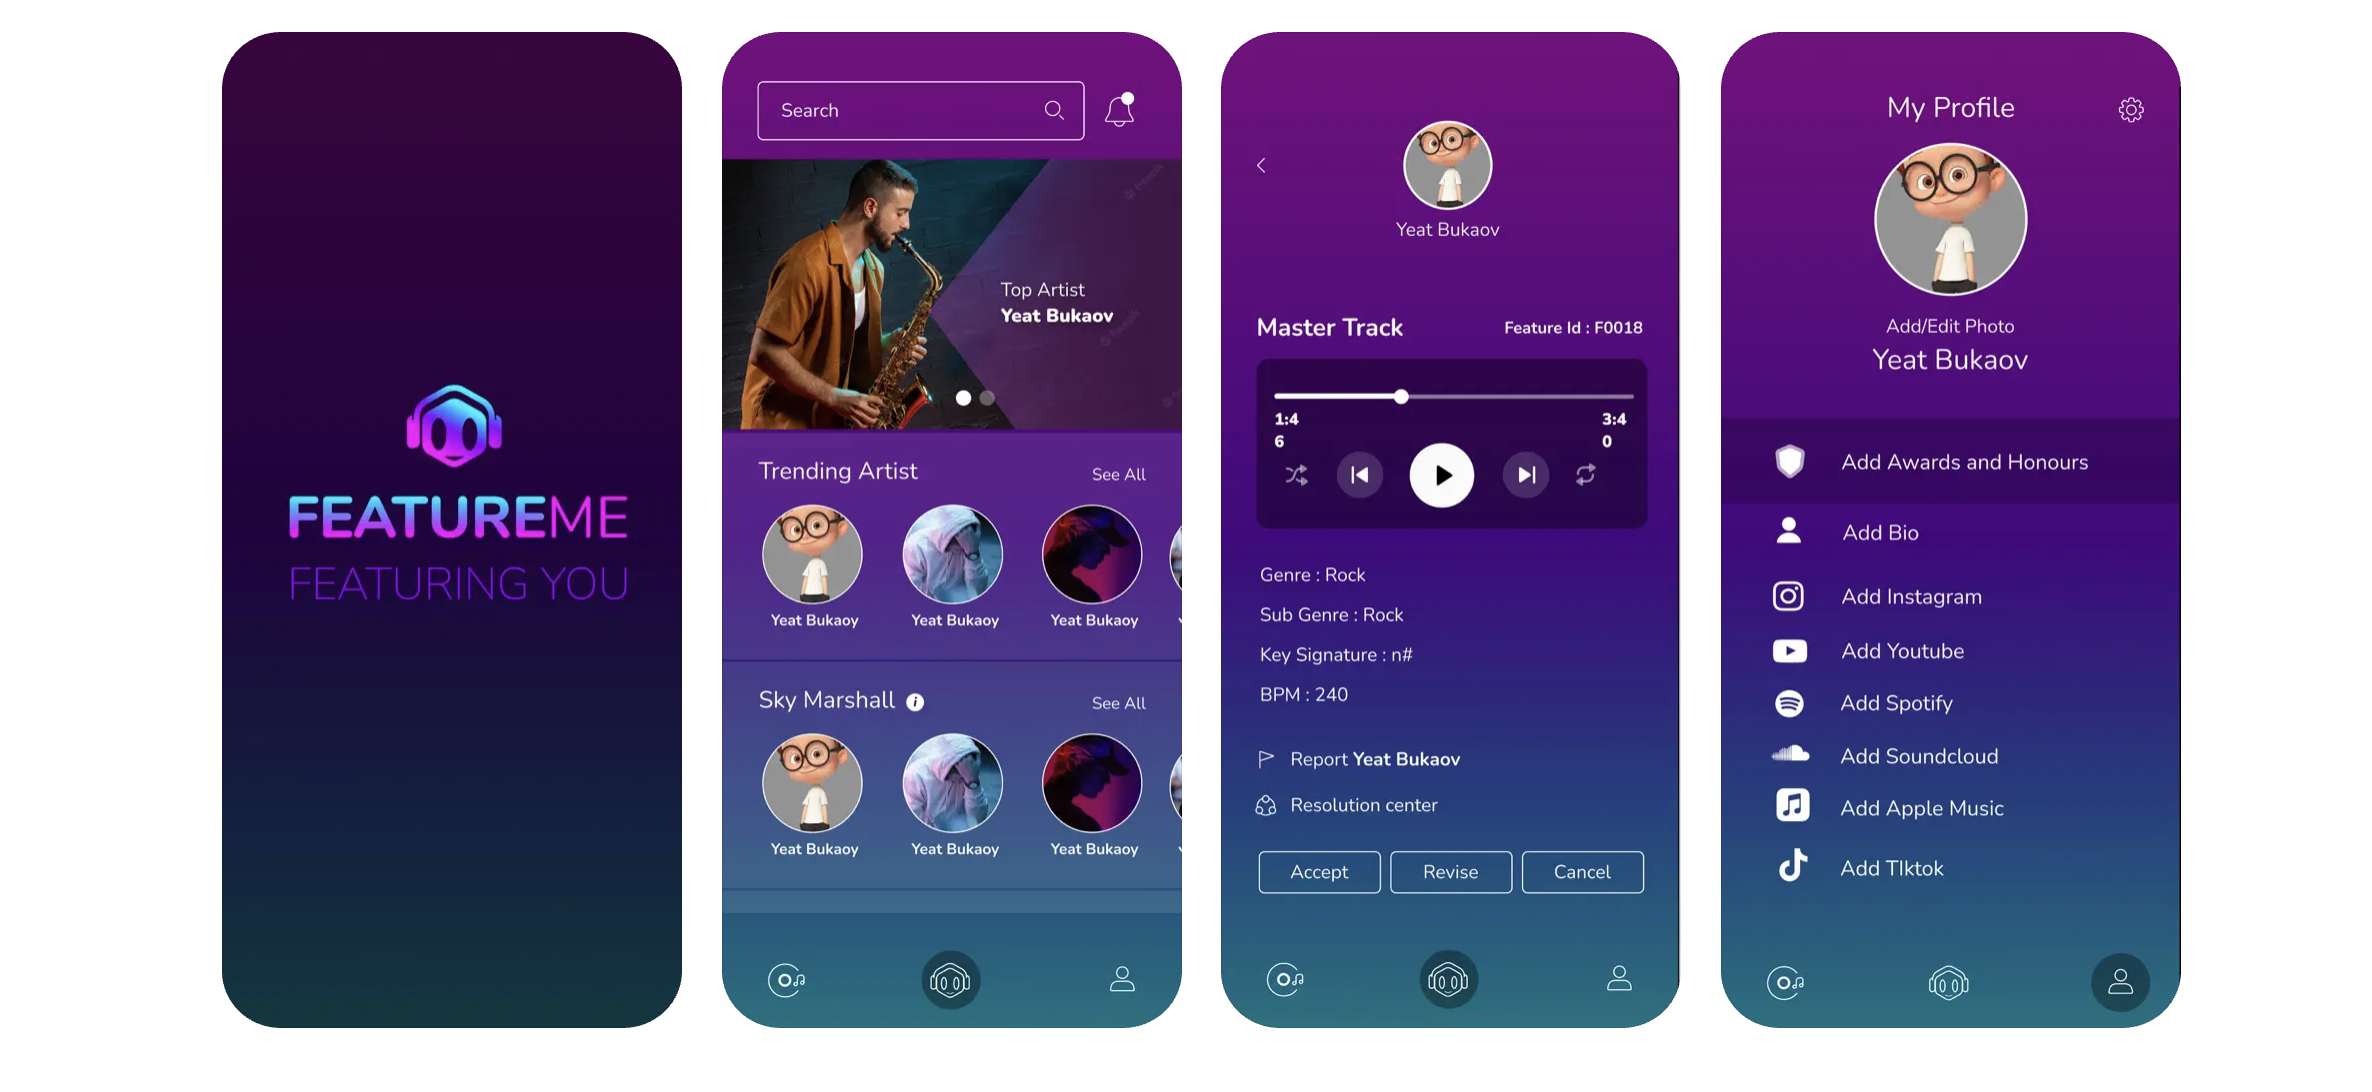 FEATUREME
FEATURING YOU
Search
Top Artist
Yeat Bukaov
Trending Artist
See All
Yeat Bukaoy
Yeat Bukaoy
Yeat Bukaoy
Sky Marshall
See All
Yeat Bukaoy
Yeat Bukaoy
Yeat Bukaoy
Yeat Bukaov
Master Track
Feature Id : F0018
1:4
6
3:4
0
Genre : Rock
Sub Genre : Rock
Key Signature : n#
BPM : 240
Report Yeat Bukaov
Resolution center
Accept
Revise
Cancel
My Profile
Add/Edit Photo
Yeat Bukaov
Add Awards and Honours
Add Bio
Add Instagram
Add Youtube
Add Spotify
Add Soundcloud
Add Apple Music
Add TIktok